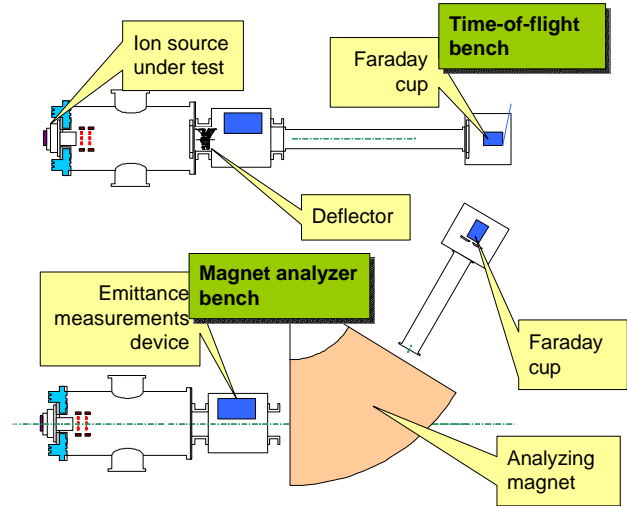 Time-of-flight
bench
Ion source
under test
Faraday
cup
Deflector
Magnet analyzer
bench
Emittance
measurements
device
Faraday
cup
Analyzing
magnet